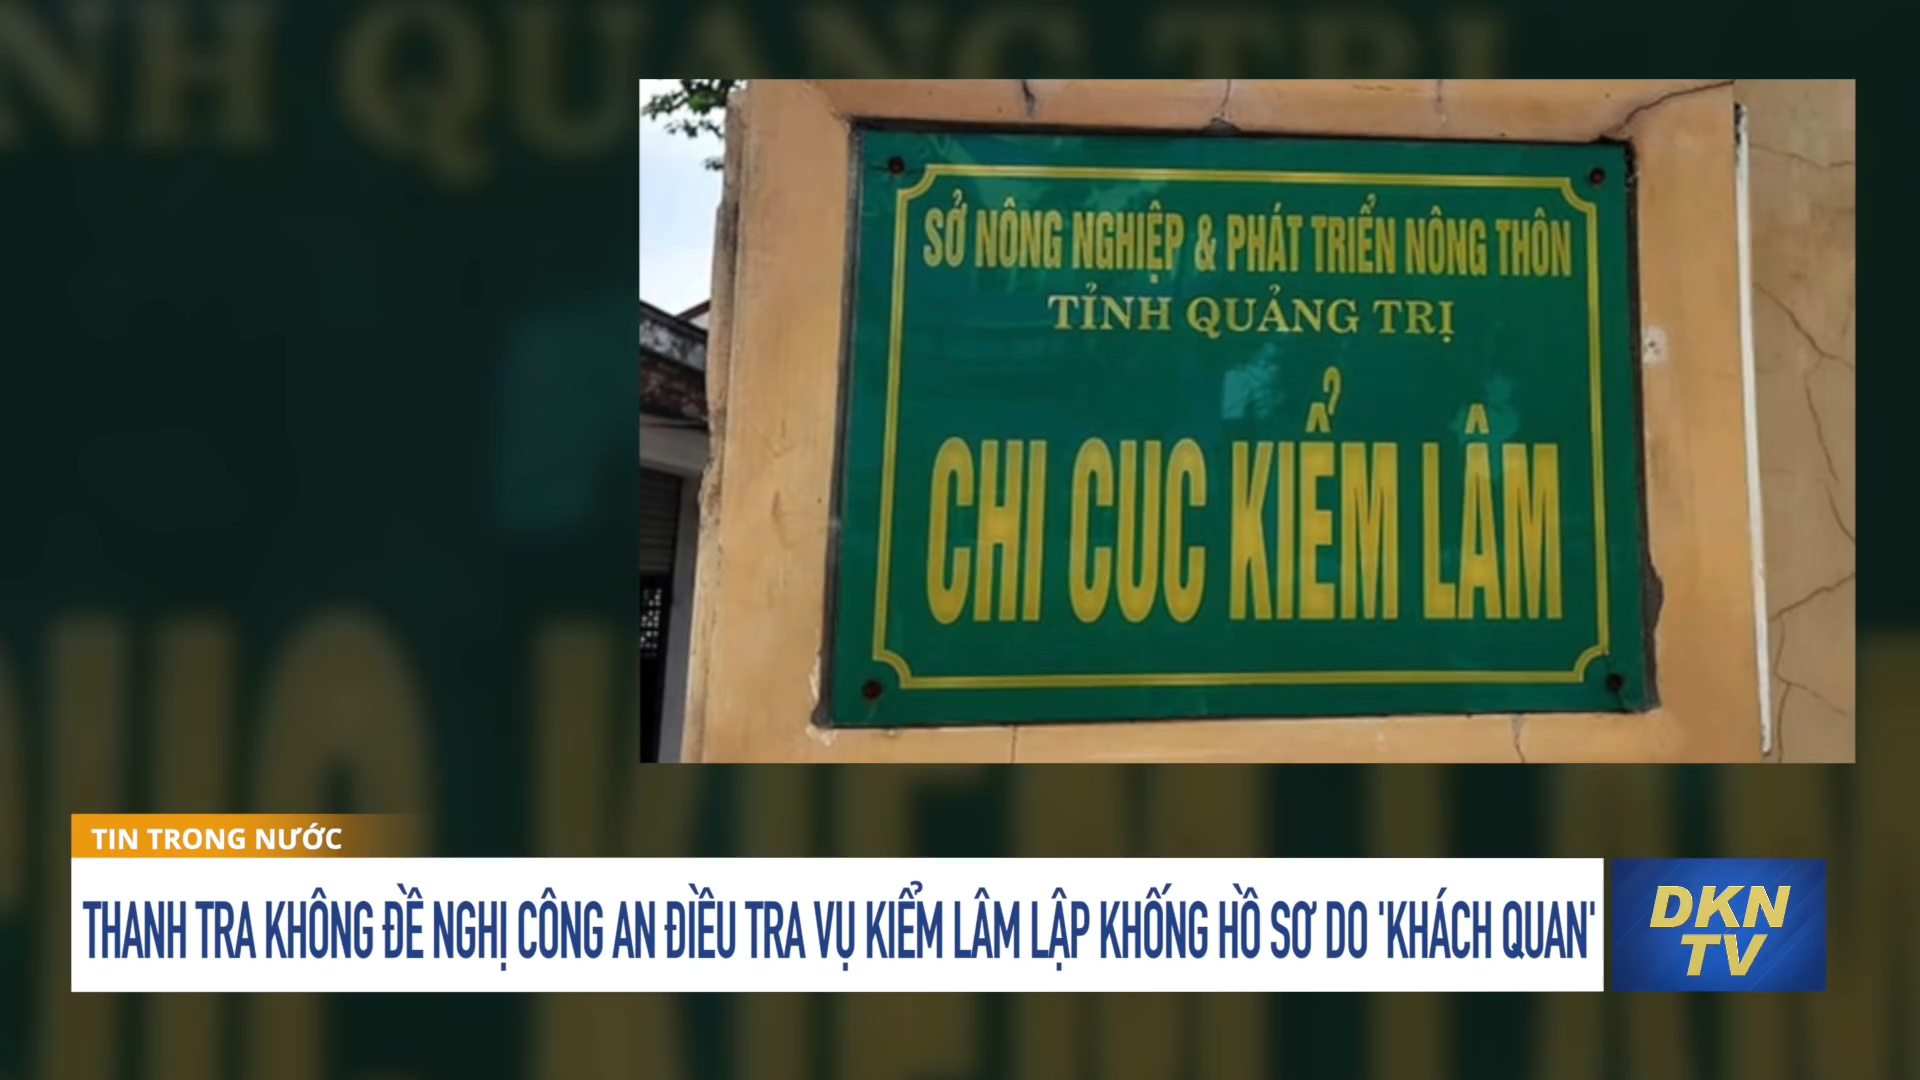 SỞ NÔNG NGHIỆP & PHÁT TRIỂN NÔNG THÔN
TỈNH QUẢNG TRỊ
CHI CUC KIỂM LÂM
TIN TRONG NƯỚC
THANH TRA KHÔNG ĐỀ NGHỊ CÔNG AN ĐIỀU TRA VỤ KIỂM LÂM LẬP KHỐNG HỒ SƠ DO 'KHÁCH QUAN'
DKN
TV